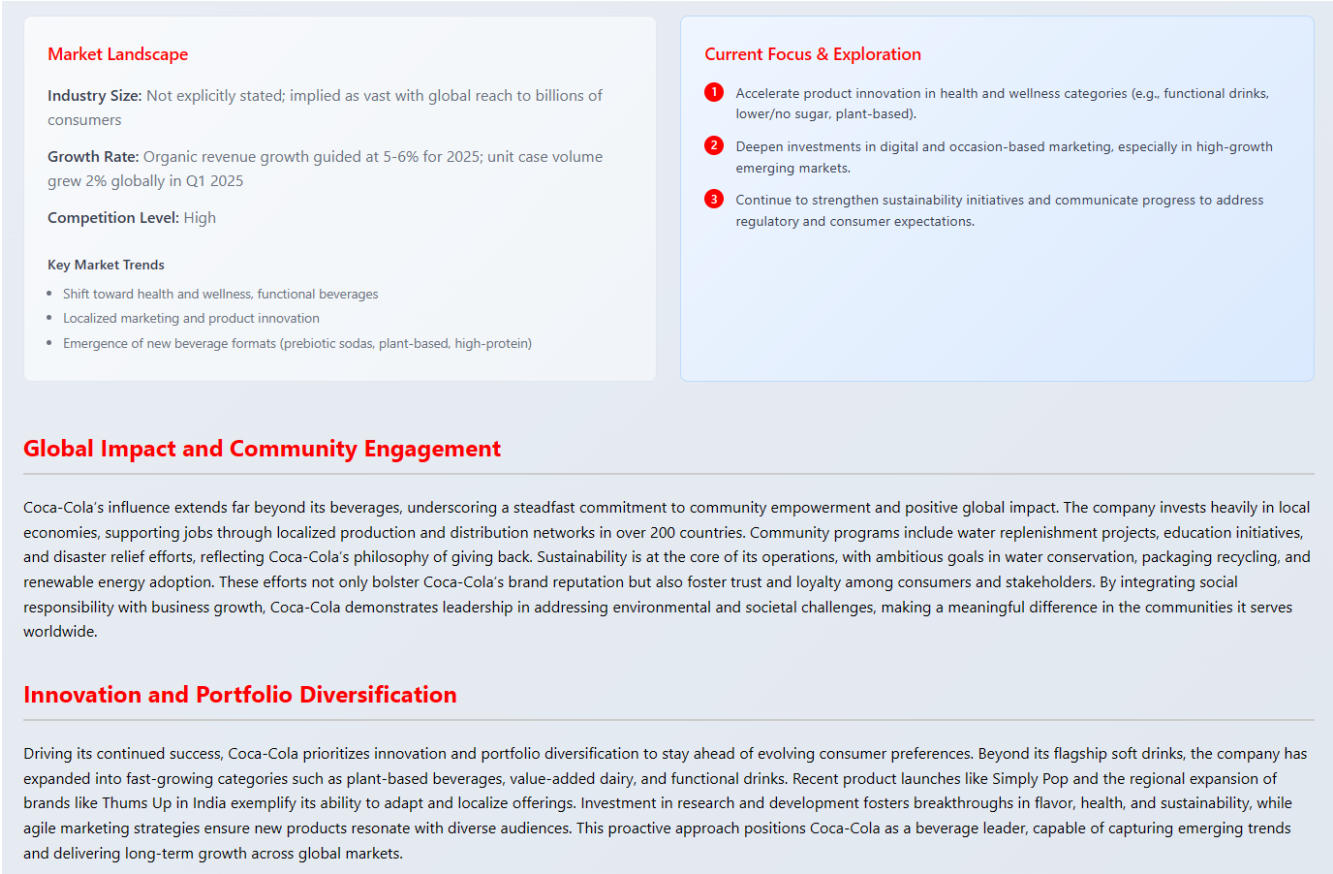 Market Landscape
Industry Size: Not explicitly stated; implied as vast with global reach to billions of
consumers
Growth Rate: Organic revenue growth guided at 5-6% for 2025; unit case volume
grew 2% globally in Q1 2025
Competition Level: High
Key Market Trends
• Shift toward health and wellness, functional beverages
• Localized marketing and product innovation
• Emergence of new beverage formats (prebiotic sodas, plant-based, high-protein)
Current Focus & Exploration
1 Accelerate product innovation in health and wellness categories (e.g., functional drinks,
lower/no sugar, plant-based).
2 Deepen investments in digital and occasion-based marketing, especially in high-growth
emerging markets.
3 Continue to strengthen sustainability initiatives and communicate progress to address
regulatory and consumer expectations.
Global Impact and Community Engagement
Coca-Cola's influence extends far beyond its beverages, underscoring a steadfast commitment to community empowerment and positive global impact. The company invests heavily in local
economies, supporting jobs through localized production and distribution networks in over 200 countries. Community programs include water replenishment projects, education initiatives,
and disaster relief efforts, reflecting Coca-Cola's philosophy of giving back. Sustainability is at the core of its operations, with ambitious goals in water conservation, packaging recycling, and
renewable energy adoption. These efforts not only bolster Coca-Cola's brand reputation but also foster trust and loyalty among consumers and stakeholders. By integrating social
responsibility with business growth, Coca-Cola demonstrates leadership in addressing environmental and societal challenges, making a meaningful difference in the communities it serves
worldwide.
Innovation and Portfolio Diversification
Driving its continued success, Coca-Cola prioritizes innovation and portfolio diversification to stay ahead of evolving consumer preferences. Beyond its flagship soft drinks, the company has
expanded into fast-growing categories such as plant-based beverages, value-added dairy, and functional drinks. Recent product launches like Simply Pop and the regional expansion of
brands like Thums Up in India exemplify its ability to adapt and localize offerings. Investment in research and development fosters breakthroughs in flavor, health, and sustainability, while
agile marketing strategies ensure new products resonate with diverse audiences. This proactive approach positions Coca-Cola as a beverage leader, capable of capturing emerging trends
and delivering long-term growth across global markets.